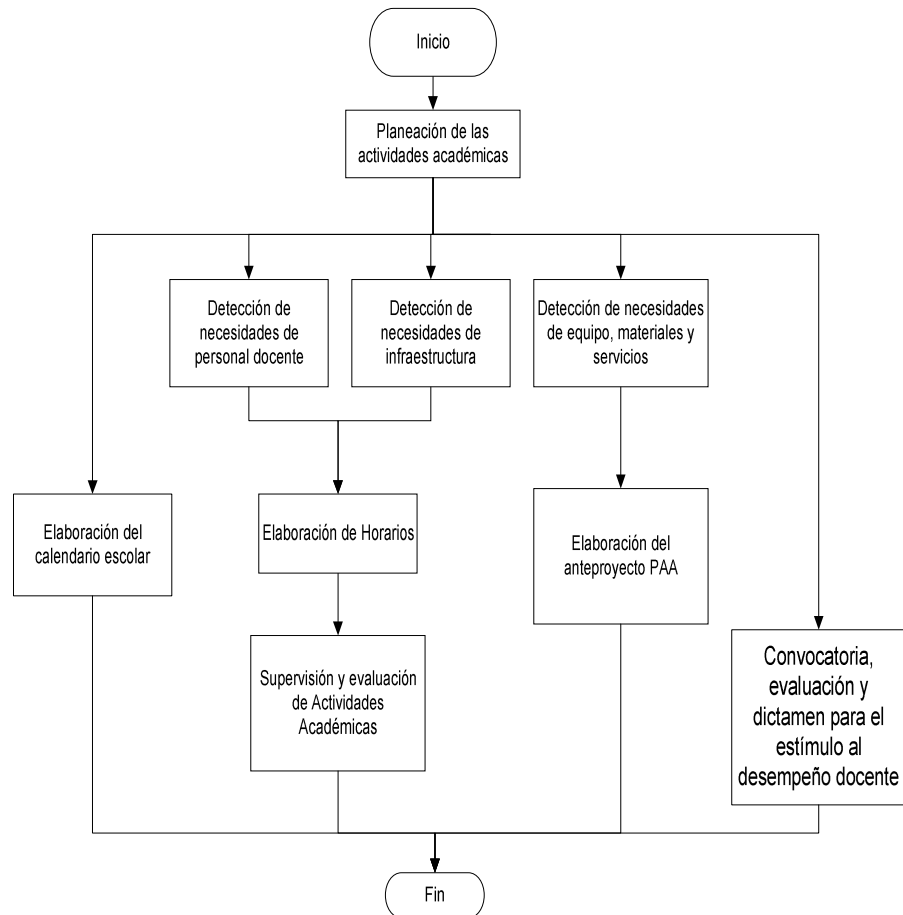 Inicio
Planeación de las
actividades académicas
Detección de
necesidades de
personal docente
Detección de
necesidades de
infraestructura
Detección de necesidades
de equipo, materiales y
servicios
Elaboración del
calendario escolar
Elaboración de Horarios
Elaboración del
anteproyecto PAA
Supervisión y evaluación
de Actividades
Académicas
Convocatoria,
evaluación y
dictamen para el
estímulo al
desempeño docente
Fin